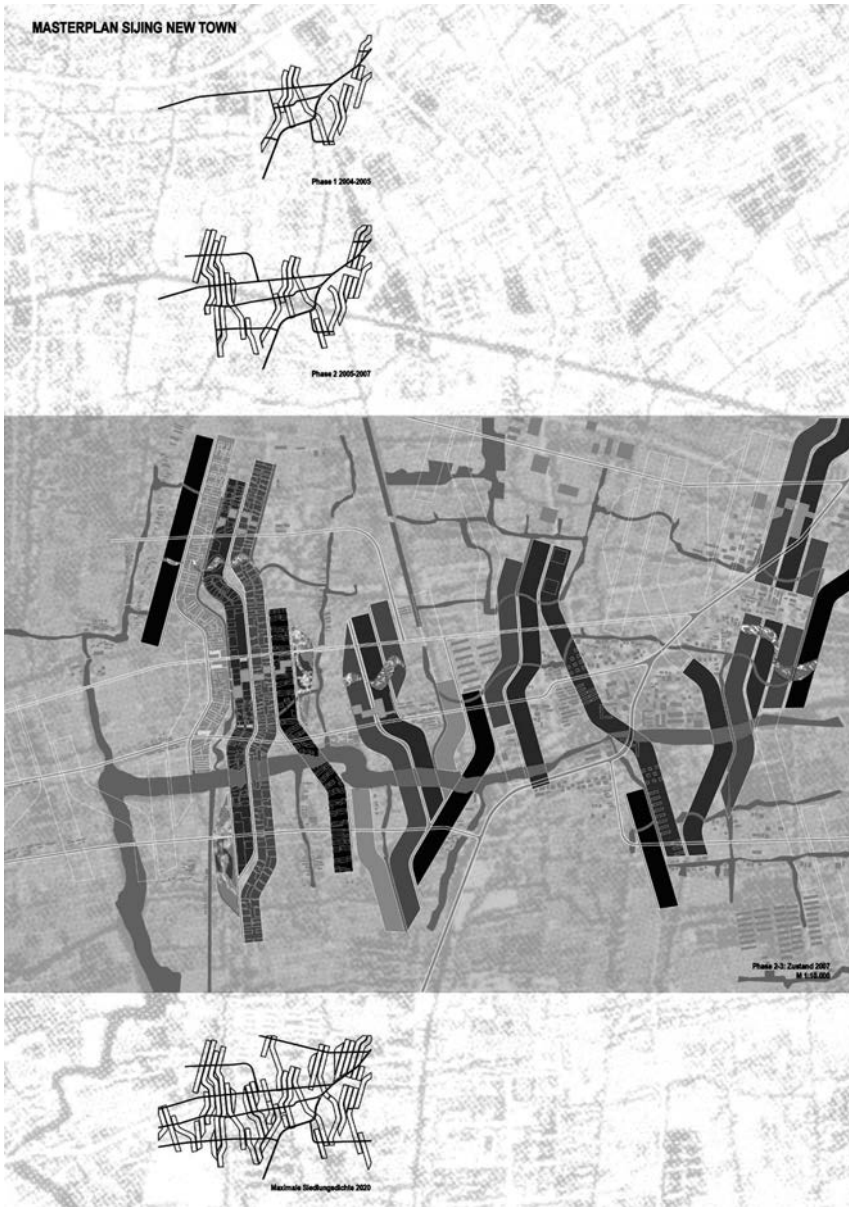 MASTERPLAN SIJING NEW TOWN
Phase 1 2004-2005
Phase 2 2005-2007
Phase 2-3: Zustand 2007
M 1:10.000
Maximale Siedlungsdichte 2020